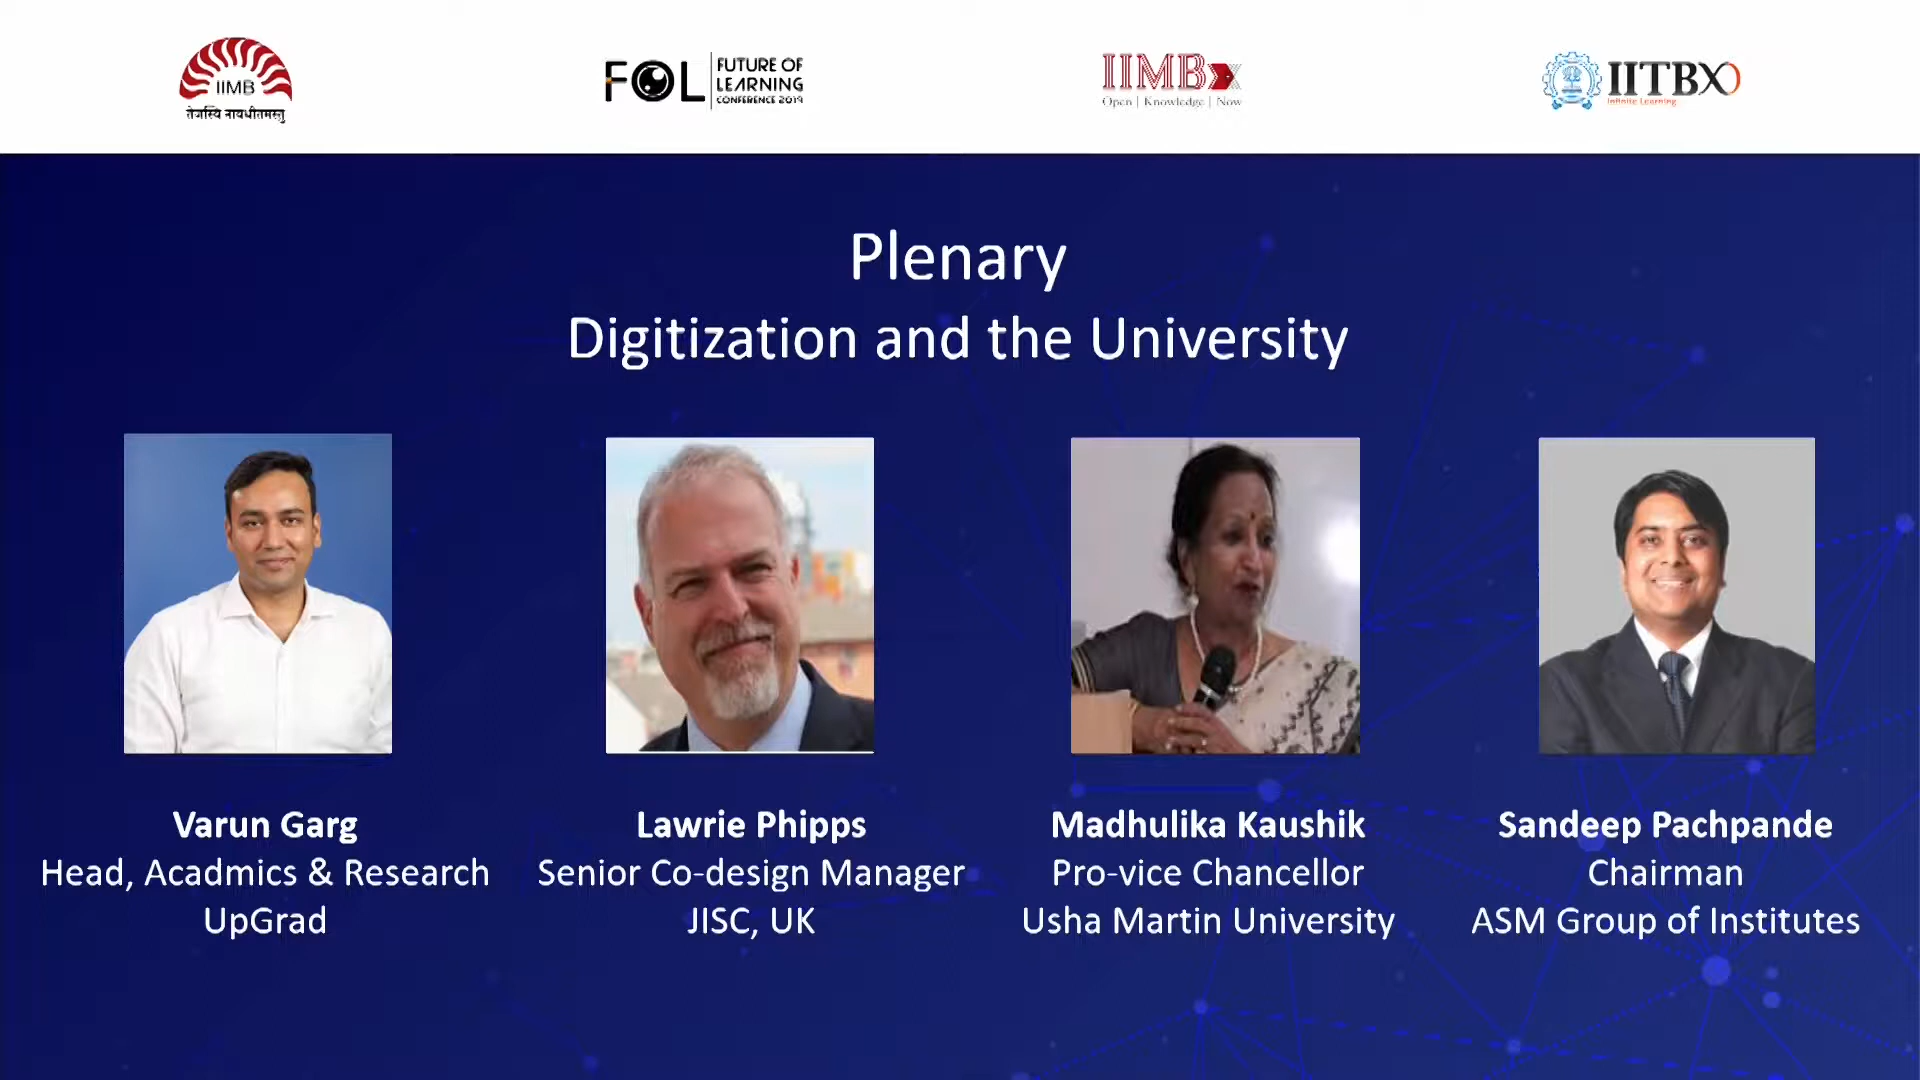 IIMB
तेजस्वि नावधीतमस्तु
FOL
FUTURE OF
LEARNING
CONFERENCE 2019
IIMBx
Open | Knowledge | Now
IITBX
Infinite Learning
Plenary
Digitization and the University
Varun Garg
Head, Acadmics & Research
UpGrad
Lawrie Phipps
Senior Co-design Manager
JISC, UK
Madhulika Kaushik
Pro-vice Chancellor
Usha Martin University
Sandeep Pachpande
Chairman
ASM Group of Institutes